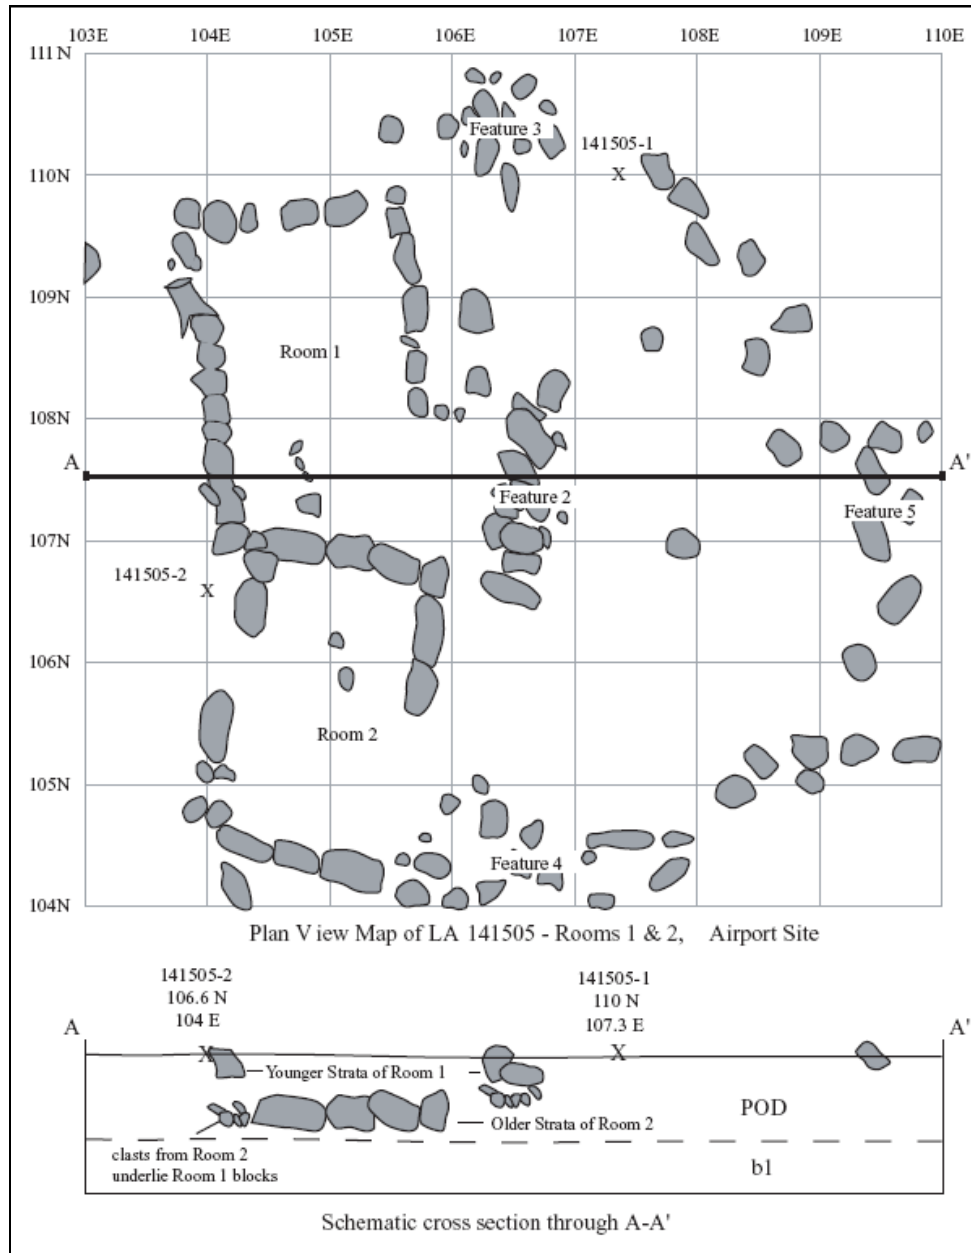 103E 104E 105E 106E 107E 108E 109E 110E
111N
Feature 3
141505-1
110N
X
109N
Room 1
108N
A
A'
Feature 2
Feature 5
107N
141505-2
X
106N
Room 2
105N
Feature 4
104N
Plan View Map of LA 141505 - Rooms 1 & 2, Airport Site
141505-2
106.6 N
104 E
141505-1
110 N
107.3 E
A
A'
X
X
Younger Strata of Room 1
POD
Older Strata of Room 2
clasts from Room 2
underlie Room 1 blocks
b1
Schematic cross section through A-A'